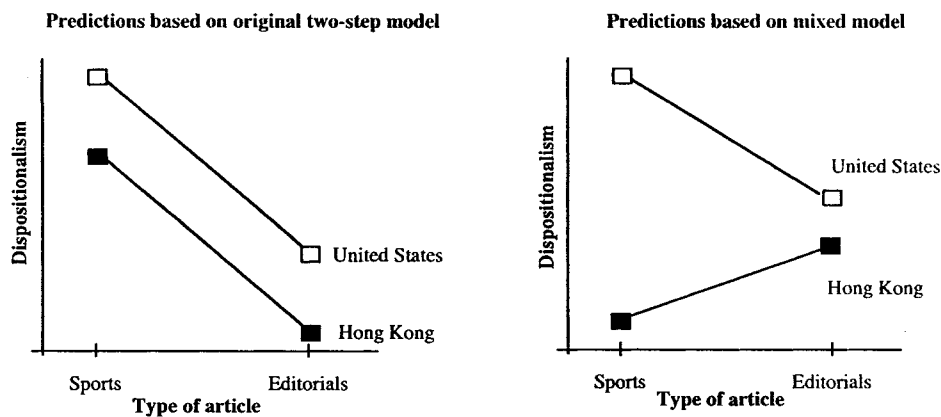 Predictions based on original two-step model
Dispositionalism
United States
Hong Kong
Sports
Editorials
Type of article
Predictions based on mixed model
Dispositionalism
United States
Hong Kong
Sports
Editorials
Type of article